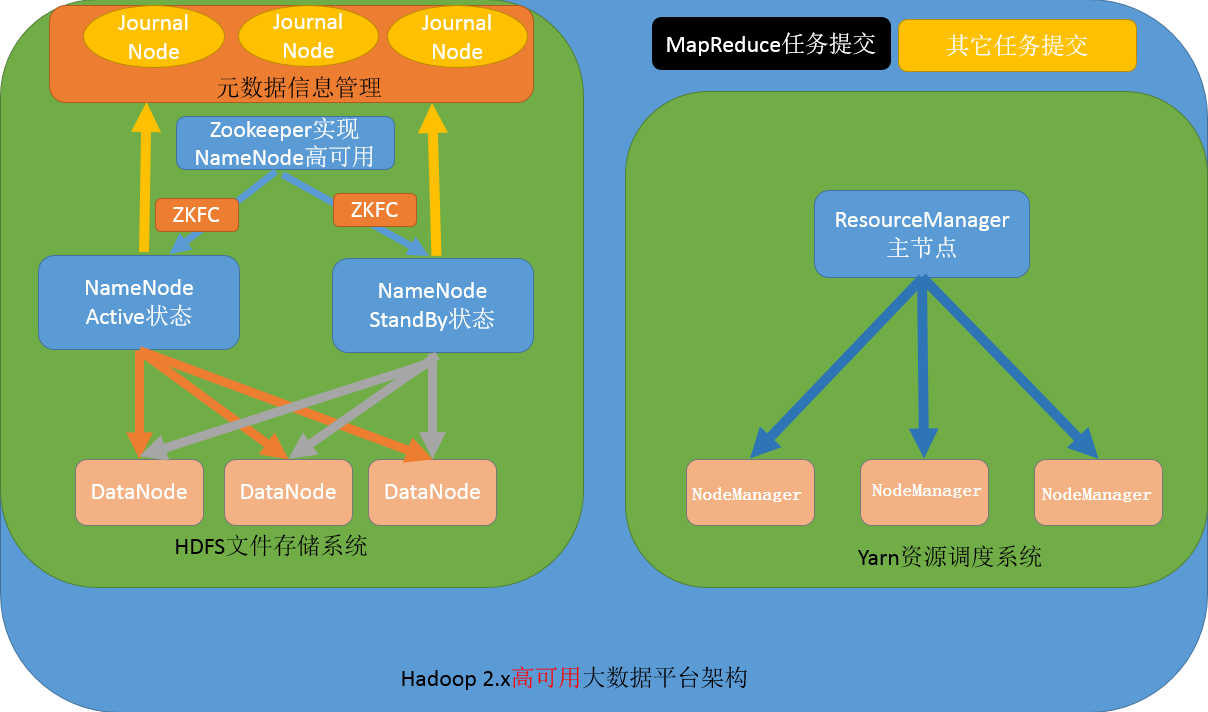 Journal
Node
Journal
Node
Journal
Node
元数据信息管理
Zookeeper实现
NameNode高可用
ZKFC
ZKFC
NameNode
Active状态
NameNode
StandBy状态
DataNode
DataNode
DataNode
HDFS文件存储系统
MapReduce任务提交
其它任务提交
ResourceManager
主节点
NodeManager
NodeManager
NodeManager
Yarn资源调度系统
Hadoop 2.x高可用大数据平台架构